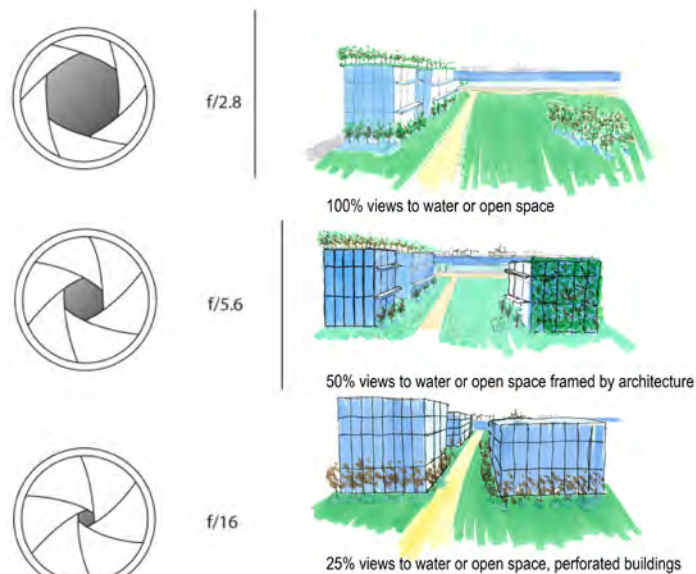 f/2.8
100% views to water or open space
f/5.6
50% views to water or open space framed by architecture
f/16
25% views to water or open space, perforated buildings